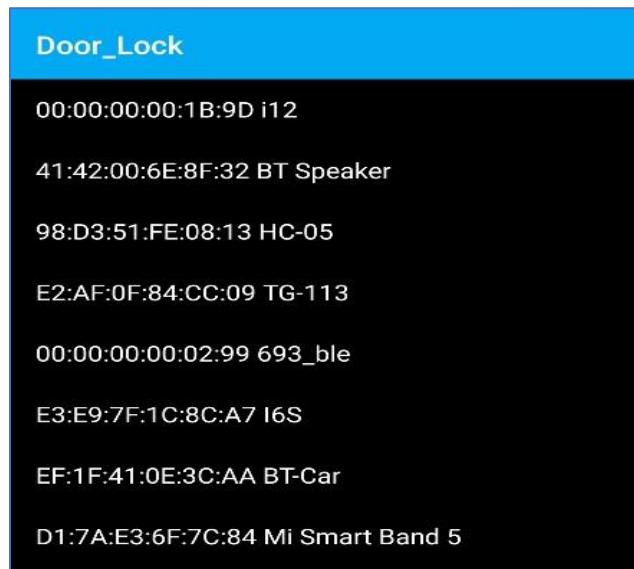 Door_Lock
00:00:00:00:1B:9D i12
41:42:00:6E:8F:32 BT Speaker
98:D3:51:FE:08:13 HC-05
E2:AF:0F:84:CC:09 TG-113
00:00:00:00:02:99 693_ble
E3:E9:7F:1C:8C:A7 I6S
EF:1F:41:0E:3C:AA BT-Car
D1:7A:E3:6F:7C:84 Mi Smart Band 5